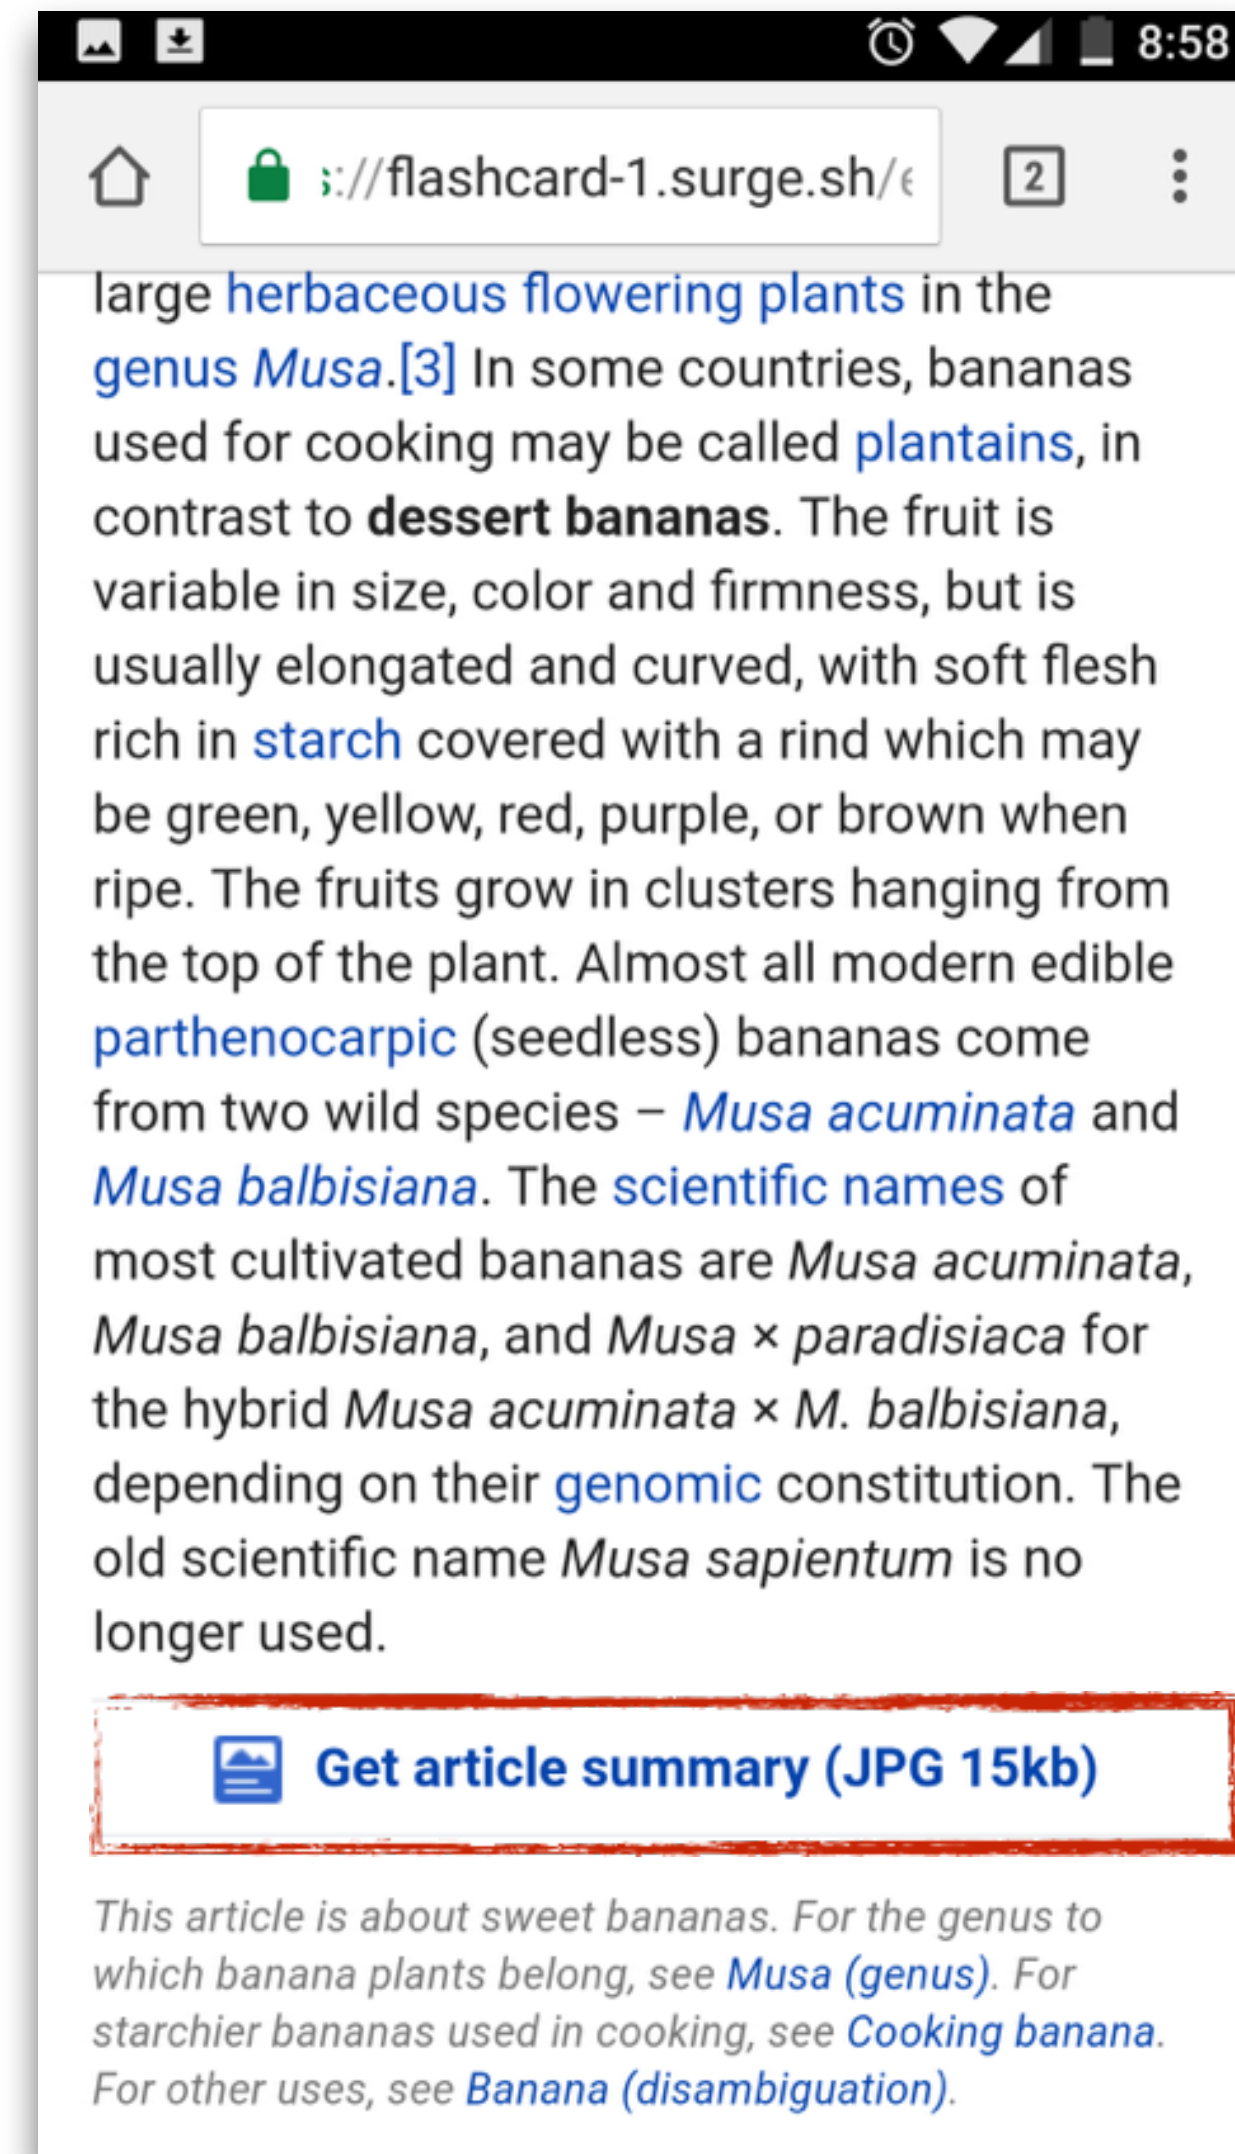 8:58
s://flashcard-1.surge.sh/e
2
large herbaceous flowering plants in the
genus Musa.[3] In some countries, bananas
used for cooking may be called plantains, in
contrast to dessert bananas. The fruit is
variable in size, color and firmness, but is
usually elongated and curved, with soft flesh
rich in starch covered with a rind which may
be green, yellow, red, purple, or brown when
ripe. The fruits grow in clusters hanging from
the top of the plant. Almost all modern edible
parthenocarpic (seedless) bananas come
from two wild species – Musa acuminata and
Musa balbisiana. The scientific names of
most cultivated bananas are Musa acuminata,
Musa balbisiana, and Musa × paradisiaca for
the hybrid Musa acuminata × M. balbisiana,
depending on their genomic constitution. The
old scientific name Musa sapientum is no
longer used.
Get article summary (JPG 15kb)
This article is about sweet bananas. For the genus to
which banana plants belong, see Musa (genus). For
starchier bananas used in cooking, see Cooking banana.
For other uses, see Banana (disambiguation).